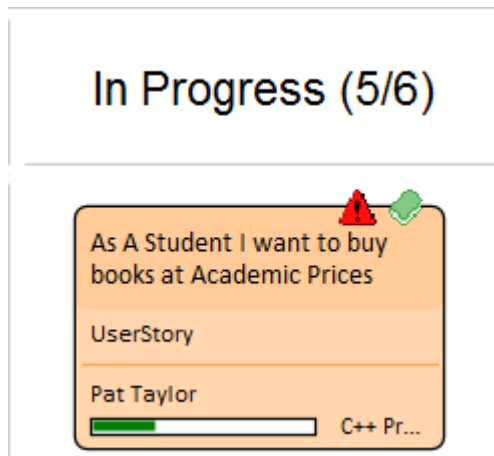 In Progress (5/6)
As A Student I want to buy
books at Academic Prices
UserStory
Pat Taylor
C++ Pr...